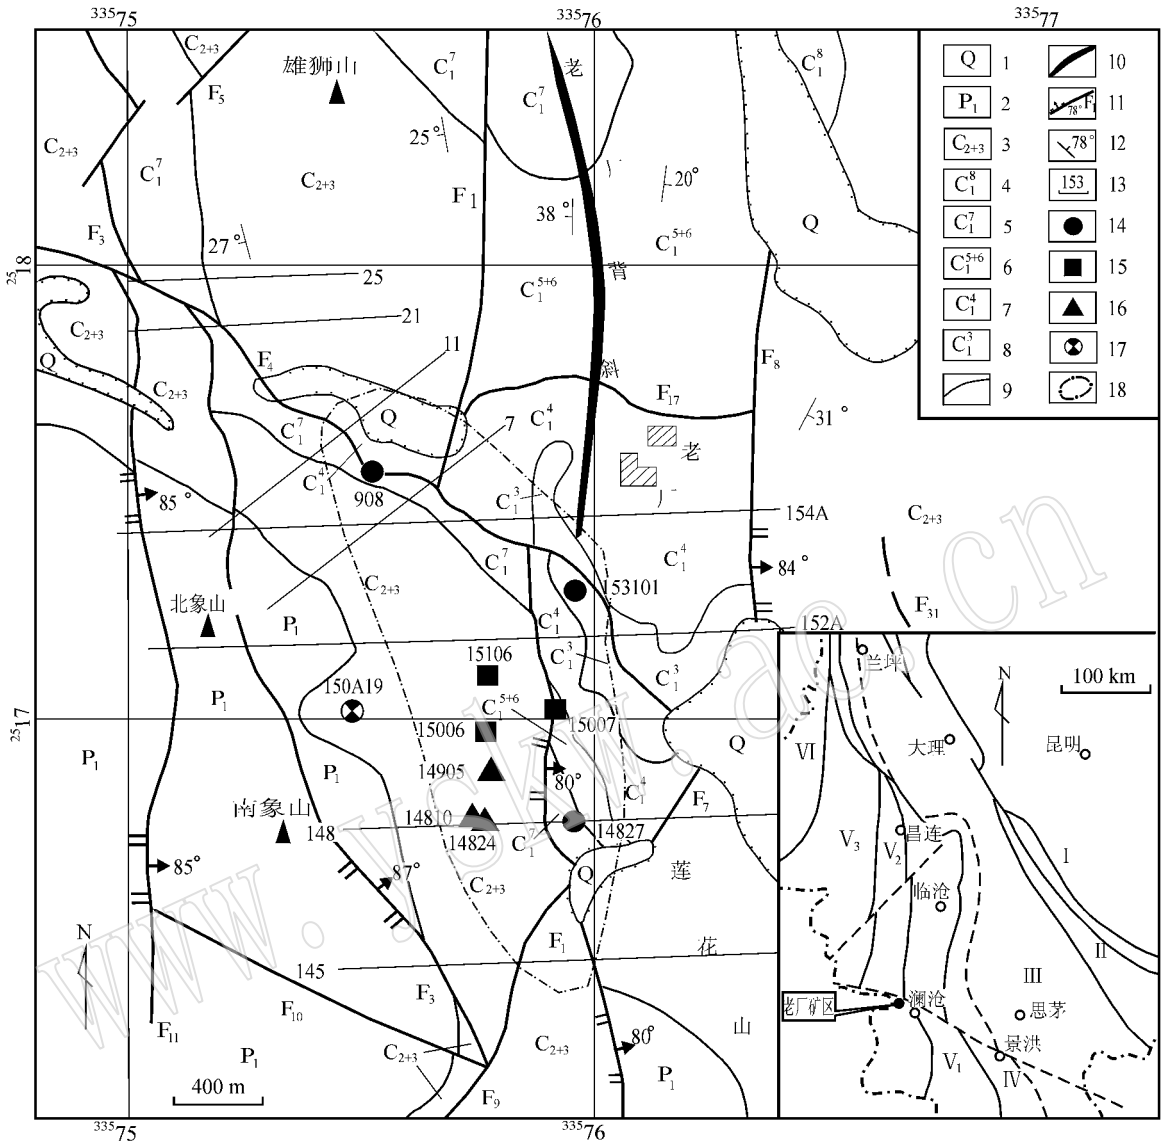 33575 33576 33577
C2+3
雄狮山
C₁⁷
C₁⁷
老
C₁⁸
F5
25°
C2+3
C₁⁷
C2+3
F1
38°
20°
厂
Q
F3
27°
C₁⁵⁺⁶
2518
25
C₁⁵⁺⁶
背
21
C2+3
Q
11
F4
F8
斜
C2+3
F17
Q
7
C₁⁴
31°
C₁⁷
老
C₁⁴
908
C₁³
厂
85°
154A
C2+3
C₁⁷
C₁⁴
84°
C2+3
153101
北象山
P1
C₁⁴
F31
152A
15106
C₁³
150A19
C₁³
P1
C₁⁵⁺⁶
2517
15006
15007
Q
P1
P1
14905
80°
C₁⁴
F7
南象山
14810
148
14827
14824
C₁⁷
85°
87°
C2+3
Q
莲
N
F1
花
145
F3
F10
F11
山
80°
P1
C2+3
C2+3
P1
400 m
F9
33575 33576
Q 1
P1 2
C2+3 3
C₁⁸ 4
C₁⁷ 5
C₁⁵⁺⁶ 6
C₁⁴ 7
C₁³ 8
9
10
78° F1 11
78° 12
153 13
14
15
16
17
18
兰坪
N
100 km
VI
大理
昆明
V3
V2
昌连
I
临沧
II
III
老厂矿区
澜沧
思茅
景洪
V1
IV
www.yskw.ac.cn